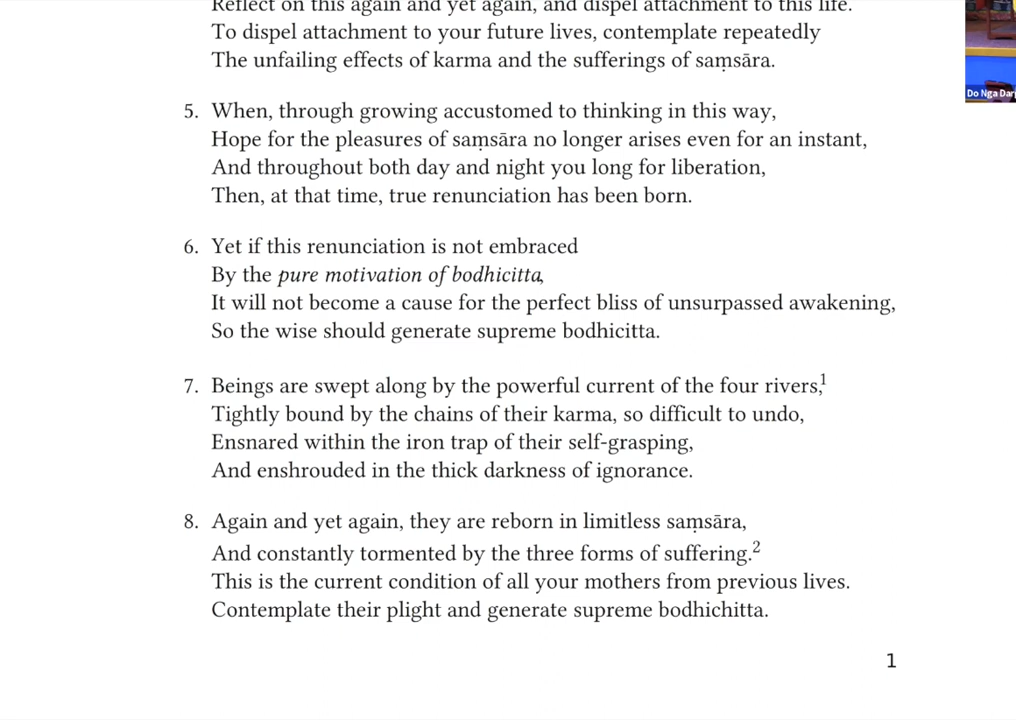 Reflect on this again and yet again, and dispel attachment to this life.
To dispel attachment to your future lives, contemplate repeatedly
The unfailing effects of karma and the sufferings of saṃsāra.
5. When, through growing accustomed to thinking in this way,
Hope for the pleasures of saṃsāra no longer arises even for an instant,
And throughout both day and night you long for liberation,
Then, at that time, true renunciation has been born.
6. Yet if this renunciation is not embraced
By the pure motivation of bodhicitta,
It will not become a cause for the perfect bliss of unsurpassed awakening,
So the wise should generate supreme bodhicitta.
7. Beings are swept along by the powerful current of the four rivers,1
Tightly bound by the chains of their karma, so difficult to undo,
Ensnared within the iron trap of their self-grasping,
And enshrouded in the thick darkness of ignorance.
8. Again and yet again, they are reborn in limitless saṃsāra,
And constantly tormented by the three forms of suffering.2
This is the current condition of all your mothers from previous lives.
Contemplate their plight and generate supreme bodhichitta.
1
Do Nga Dar